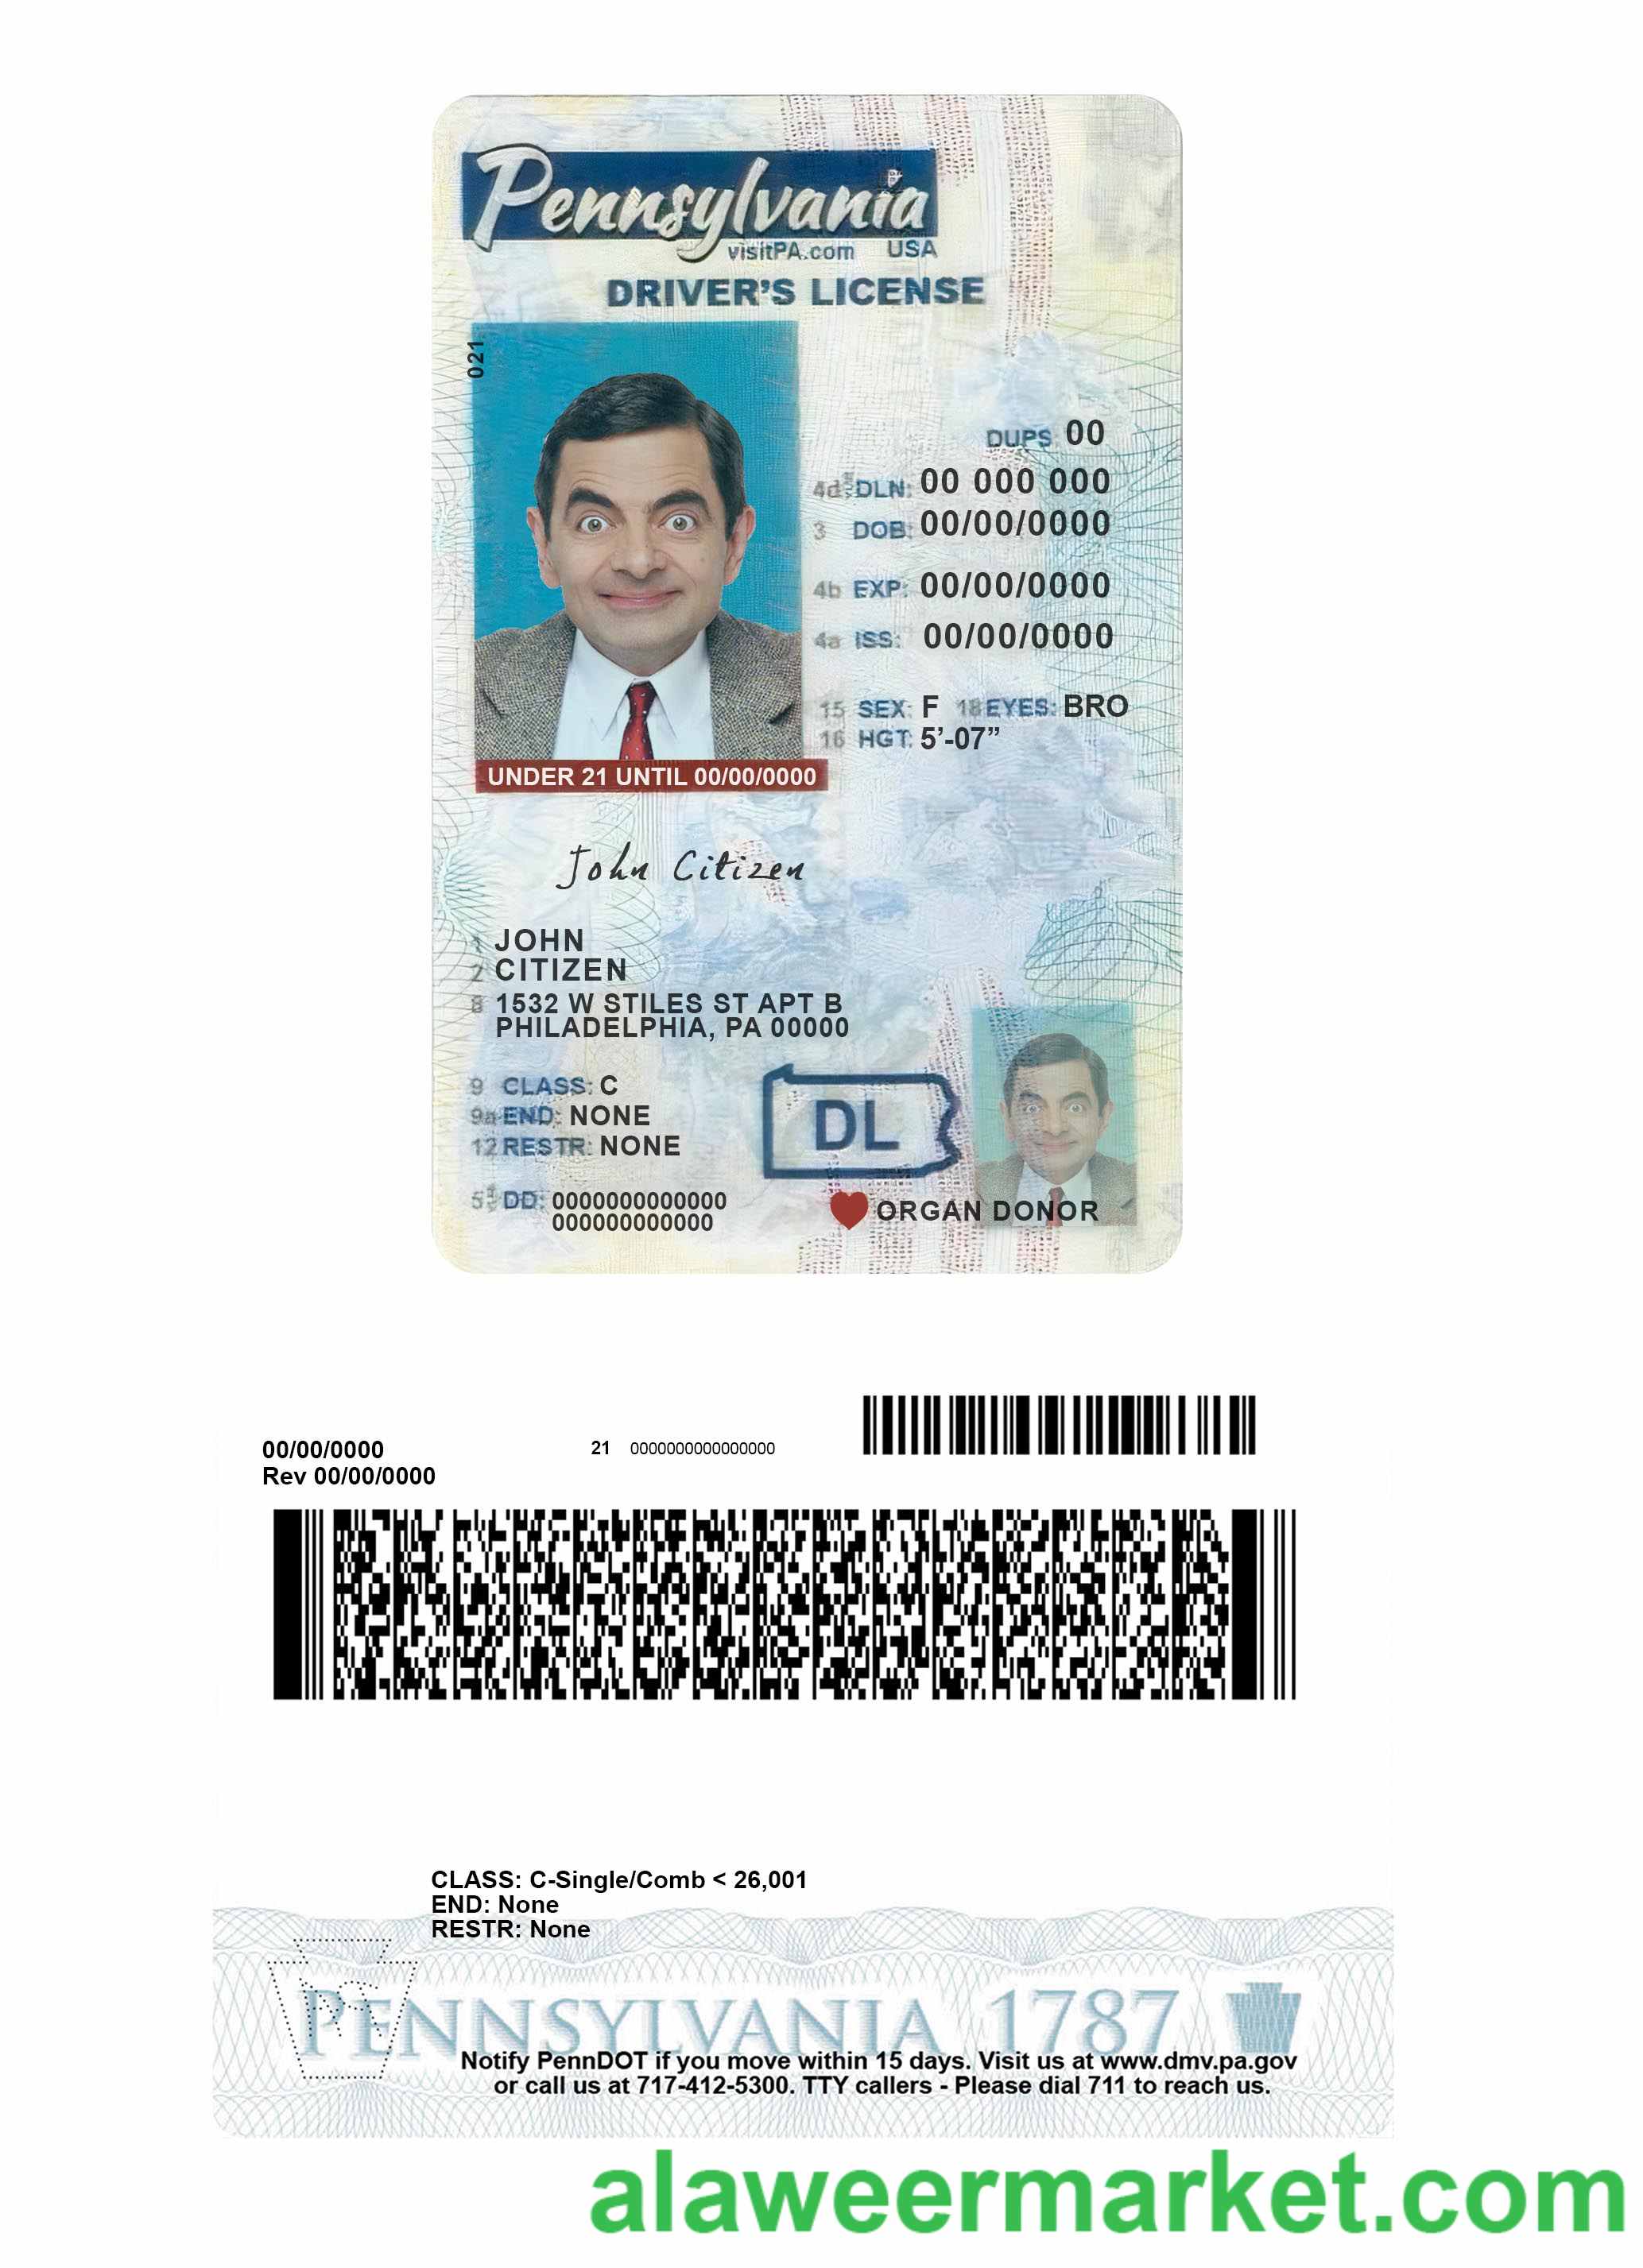 Pennsylvania
visitPA.com USA
DRIVER'S LICENSE
021
DUPS 00
4d DLN: 00 000 000
3 DOB: 00/00/0000
4b EXP: 00/00/0000
4a ISS: 00/00/0000
15 SEX: F 18 EYES: BRO
16 HGT: 5'-07”
UNDER 21 UNTIL 00/00/0000
John Citizen
1 JOHN
2 CITIZEN
8 1532 W STILES ST APT B
PHILADELPHIA, PA 00000
9 CLASS: C
9a END: NONE
12 RESTR: NONE
DL
5 DD: 0000000000000
000000000000
ORGAN DONOR
00/00/0000
Rev 00/00/0000
21 0000000000000000
CLASS: C-Single/Comb < 26,001
END: None
RESTR: None
PENNSYLVANIA 1787
Notify PennDOT if you move within 15 days. Visit us at www.dmv.pa.gov
or call us at 717-412-5300. TTY callers - Please dial 711 to reach us.
alaweermarket.com